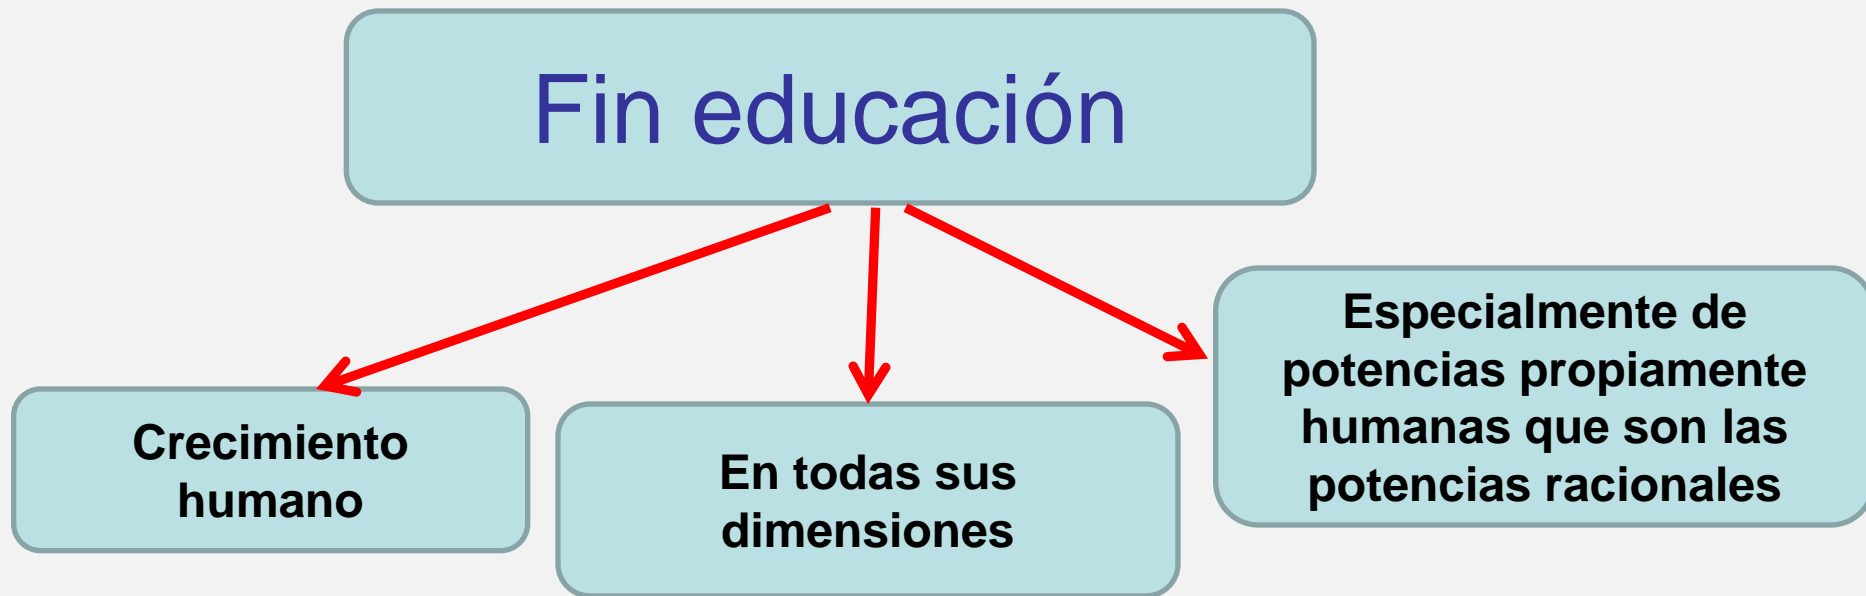 Fin educación
Crecimiento
humano
En todas sus
dimensiones
Especialmente de
potencias propiamente
humanas que son las
potencias racionales